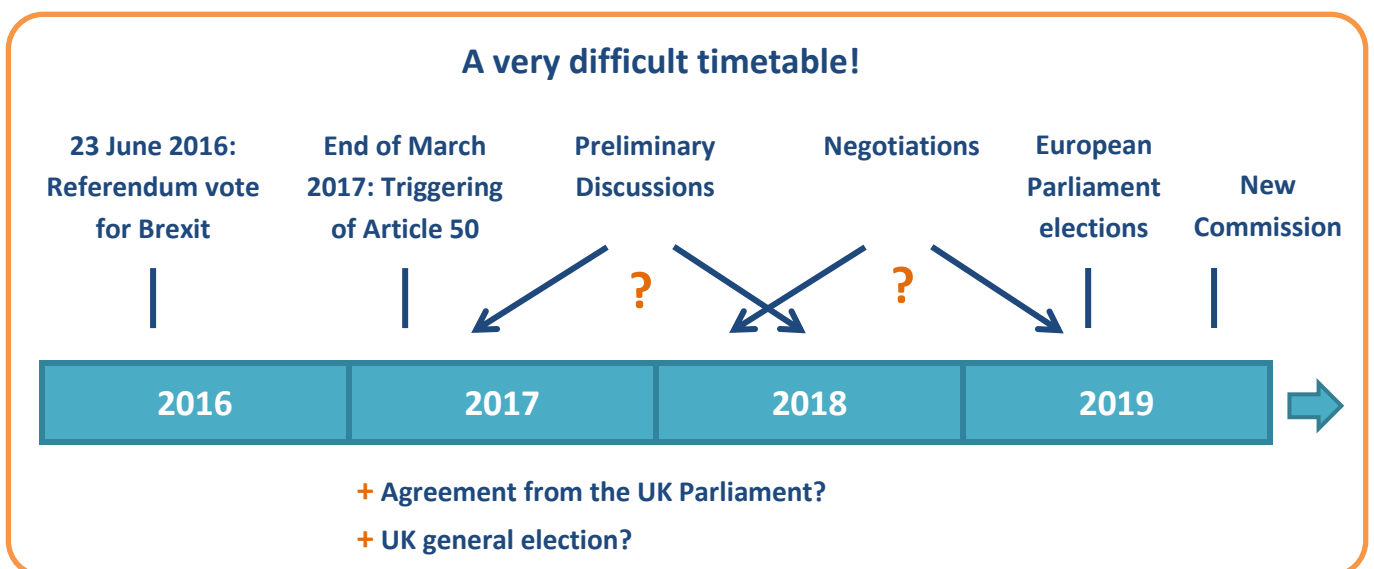 A very difficult timetable!
23 June 2016:
Referendum vote
for Brexit
End of March
2017: Triggering
of Article 50
Preliminary
Discussions
Negotiations
European
Parliament
elections
New
Commission
?
?
2016
2017
2018
2019
+ Agreement from the UK Parliament?
+ UK general election?